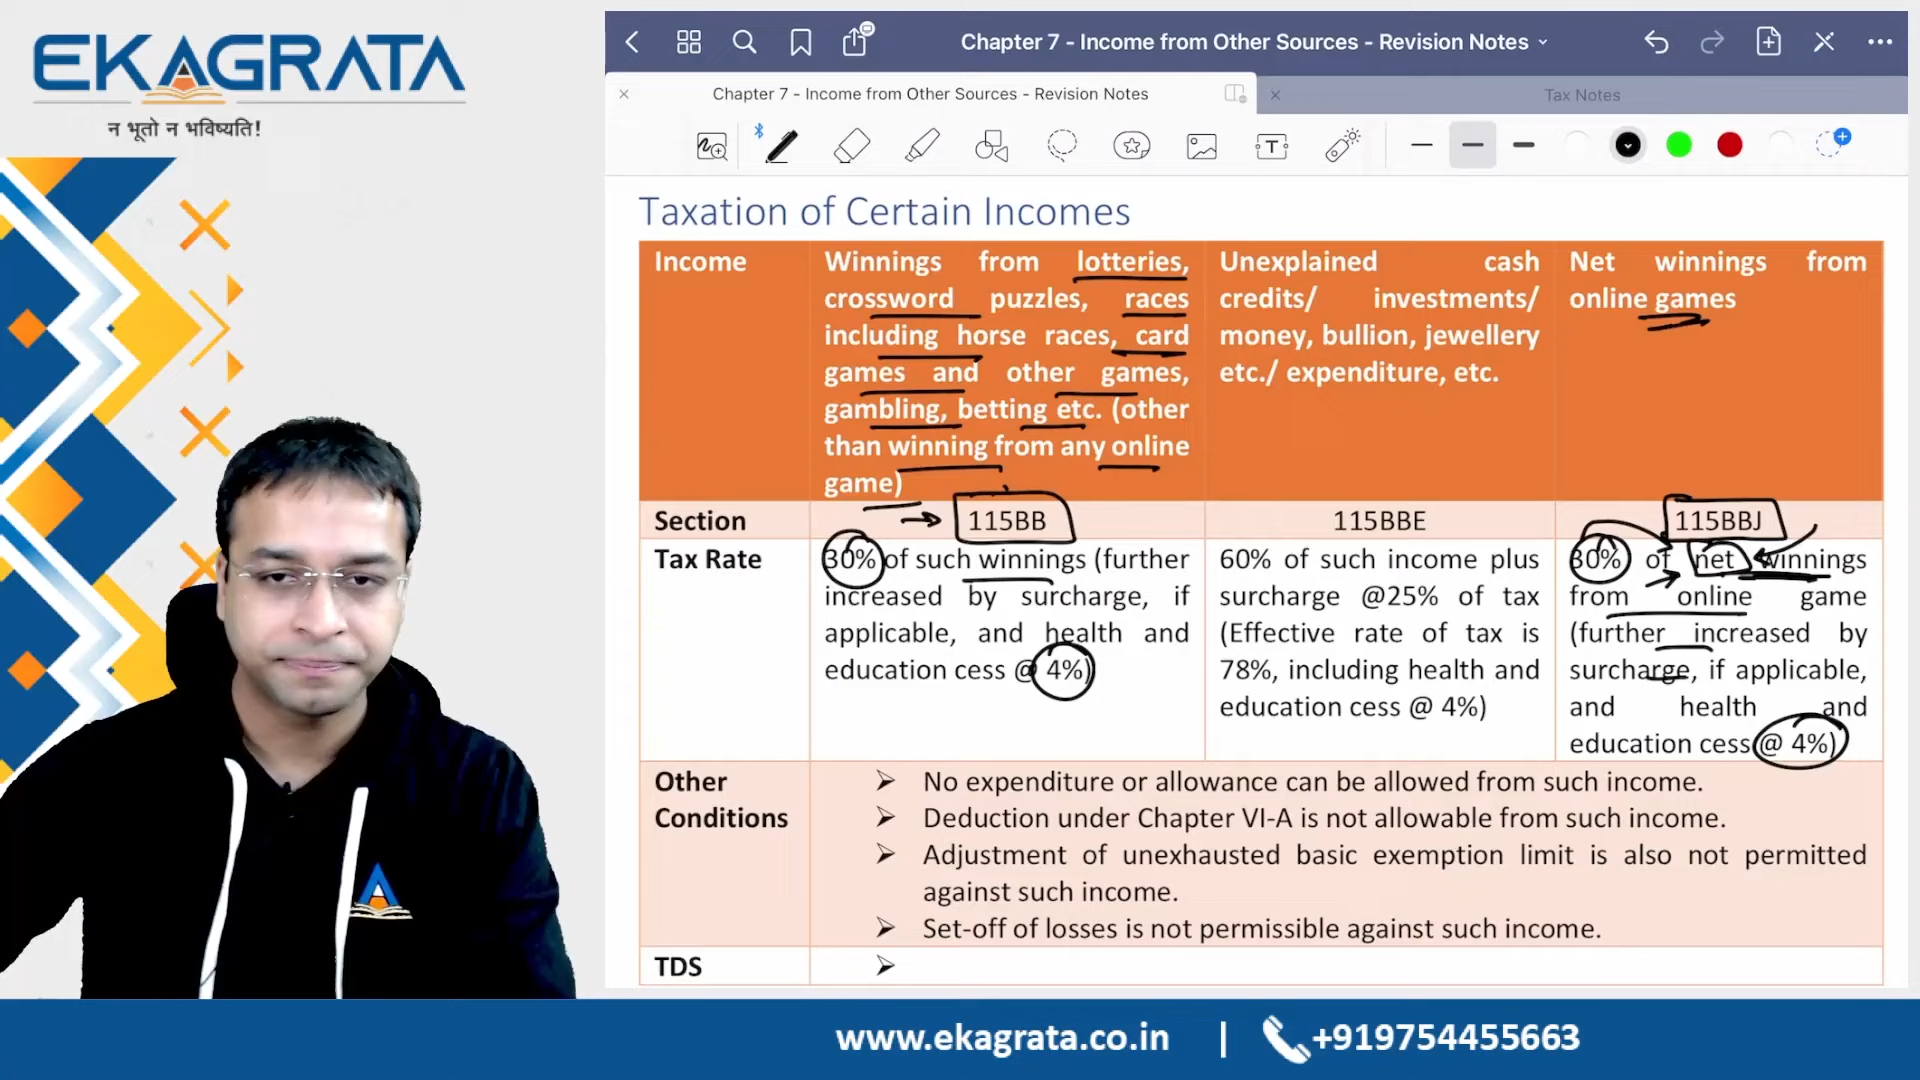 EKAGRATA
न भूतो न भविष्यति!
Chapter 7 - Income from Other Sources - Revision Notes
Chapter 7 - Income from Other Sources - Revision Notes
Tax Notes
T
Taxation of Certain Incomes
Income
Winnings from lotteries,
crossword puzzles, races
including horse races, card
games and other games,
gambling, betting etc. (other
than winning from any online
game)
Unexplained cash
credits/ investments/
money, bullion, jewellery
etc./ expenditure, etc.
Net winnings from
online games
Section
115BB
115BBE
115BBJ
Tax Rate
30% of such winnings (further
increased by surcharge, if
applicable, and health and
education cess @ 4%)
60% of such income plus
surcharge @25% of tax
(Effective rate of tax is
78%, including health and
education cess @ 4%)
30% of net winnings
from online game
(further increased by
surcharge, if applicable,
and health and
education cess @ 4%)
Other
Conditions
➢ No expenditure or allowance can be allowed from such income.
➢ Deduction under Chapter VI-A is not allowable from such income.
➢ Adjustment of unexhausted basic exemption limit is also not permitted
against such income.
➢ Set-off of losses is not permissible against such income.
TDS
➢
www.ekagrata.co.in | +919754455663